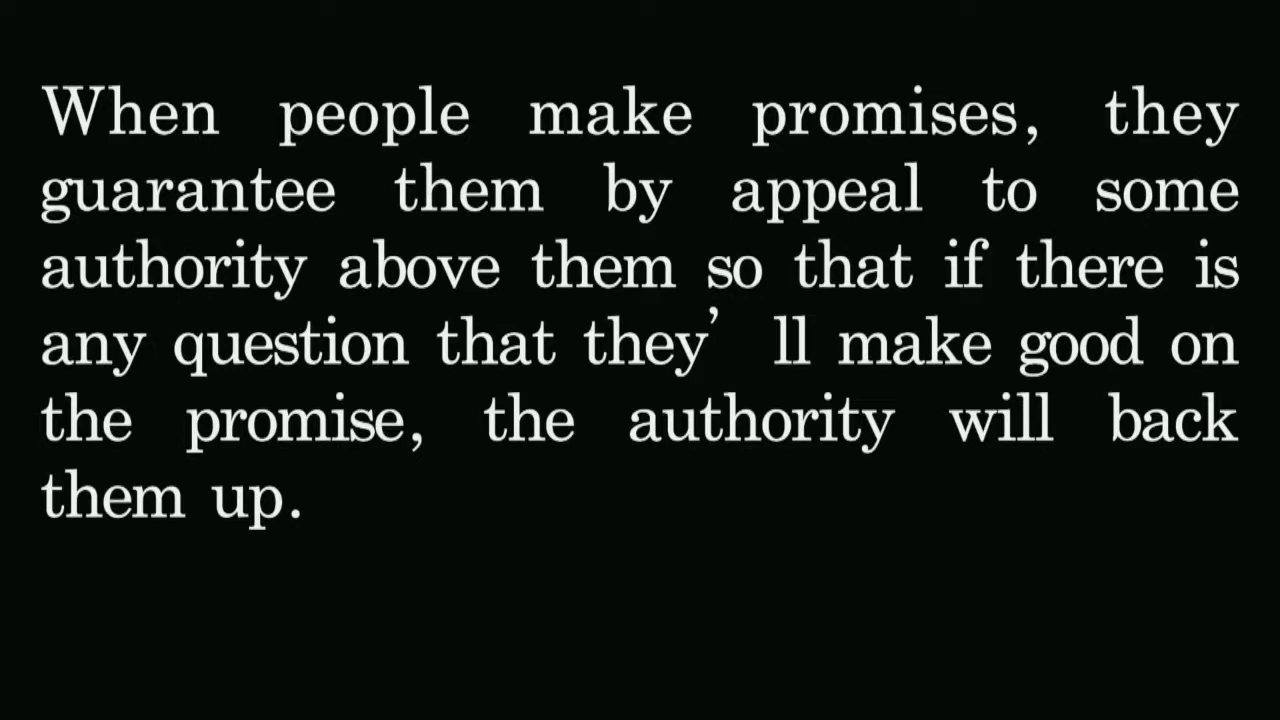 When people make promises, they
guarantee them by appeal to some
authority above them so that if there is
any question that they’ ll make good on
the promise, the authority will back
them up.